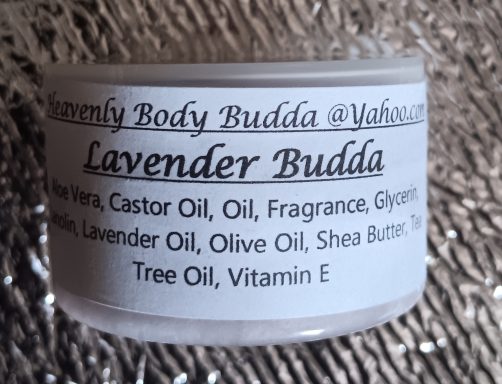 Heavenly Body Budda @Yahoo.com
Lavender Budda
Aloe Vera, Castor Oil, Oil, Fragrance, Glycerin,
Lanolin, Lavender Oil, Olive Oil, Shea Butter, Tea
Tree Oil, Vitamin E